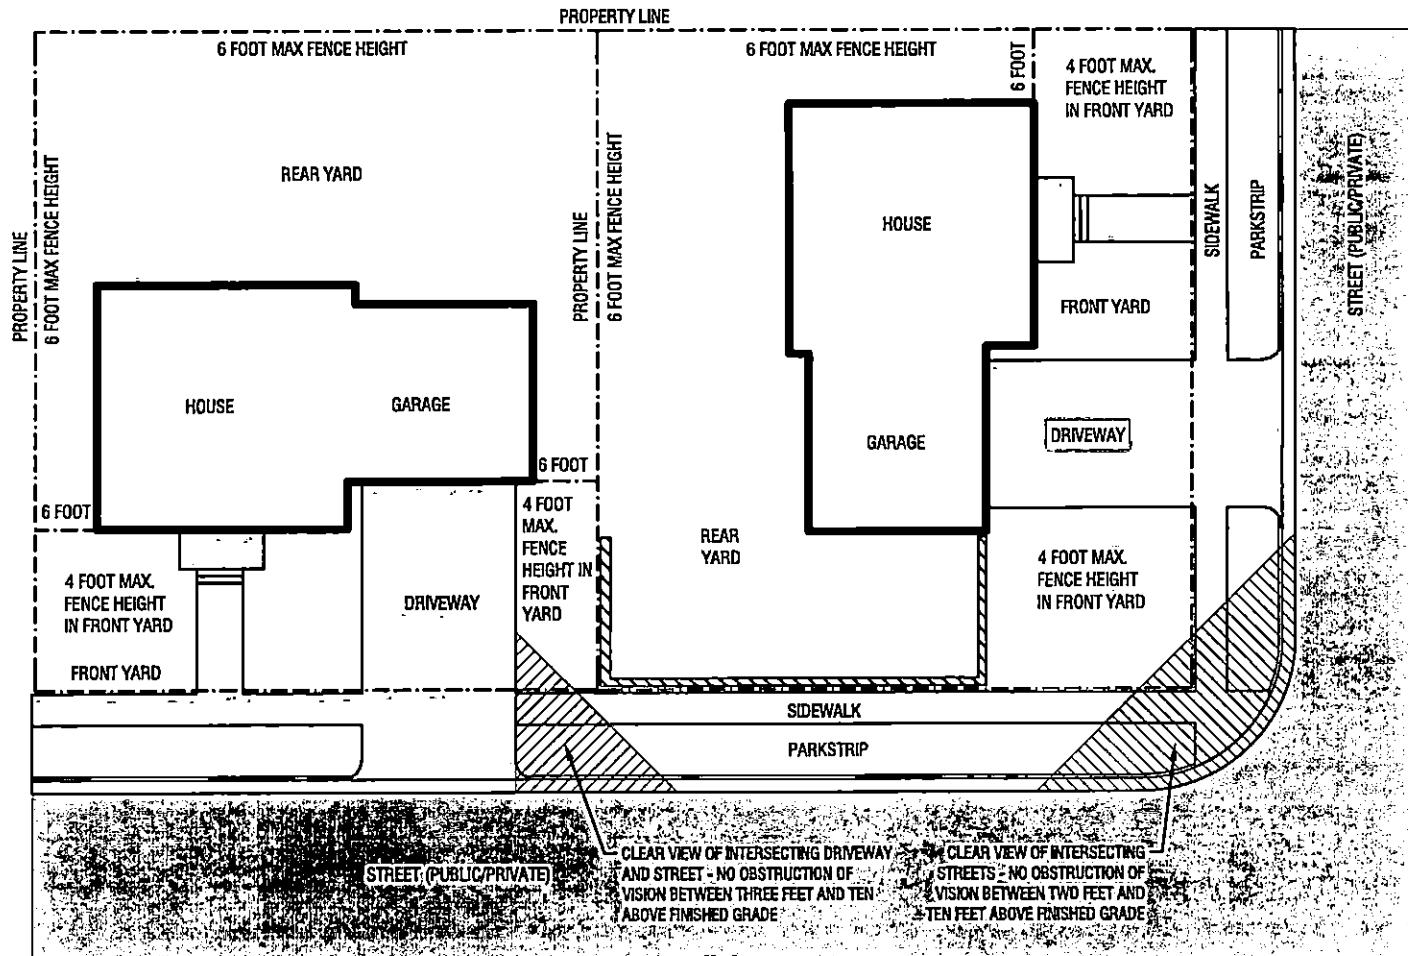 PROPERTY LINE
6 FOOT MAX FENCE HEIGHT
6 FOOT MAX FENCE HEIGHT
6 FOOT
4 FOOT MAX.
FENCE HEIGHT
IN FRONT YARD
PROPERTY LINE
6 FOOT MAX FENCE HEIGHT
REAR YARD
PROPERTY LINE
6 FOOT MAX FENCE HEIGHT
HOUSE
SIDEWALK
PARKSTRIP
STREET (PUBLIC/PRIVATE)
FRONT YARD
HOUSE
GARAGE
GARAGE
DRIVEWAY
6 FOOT
6 FOOT
4 FOOT
MAX.
FENCE
HEIGHT IN
FRONT
YARD
REAR
YARD
4 FOOT MAX.
FENCE HEIGHT
IN FRONT YARD
4 FOOT MAX.
FENCE HEIGHT
IN FRONT YARD
DRIVEWAY
FRONT YARD
SIDEWALK
PARKSTRIP
STREET (PUBLIC/PRIVATE)
CLEAR VIEW OF INTERSECTING DRIVEWAY
AND STREET - NO OBSTRUCTION OF
VISION BETWEEN THREE FEET AND TEN
ABOVE FINISHED GRADE
CLEAR VIEW OF INTERSECTING
STREETS - NO OBSTRUCTION OF
VISION BETWEEN TWO FEET AND
TEN FEET ABOVE FINISHED GRADE